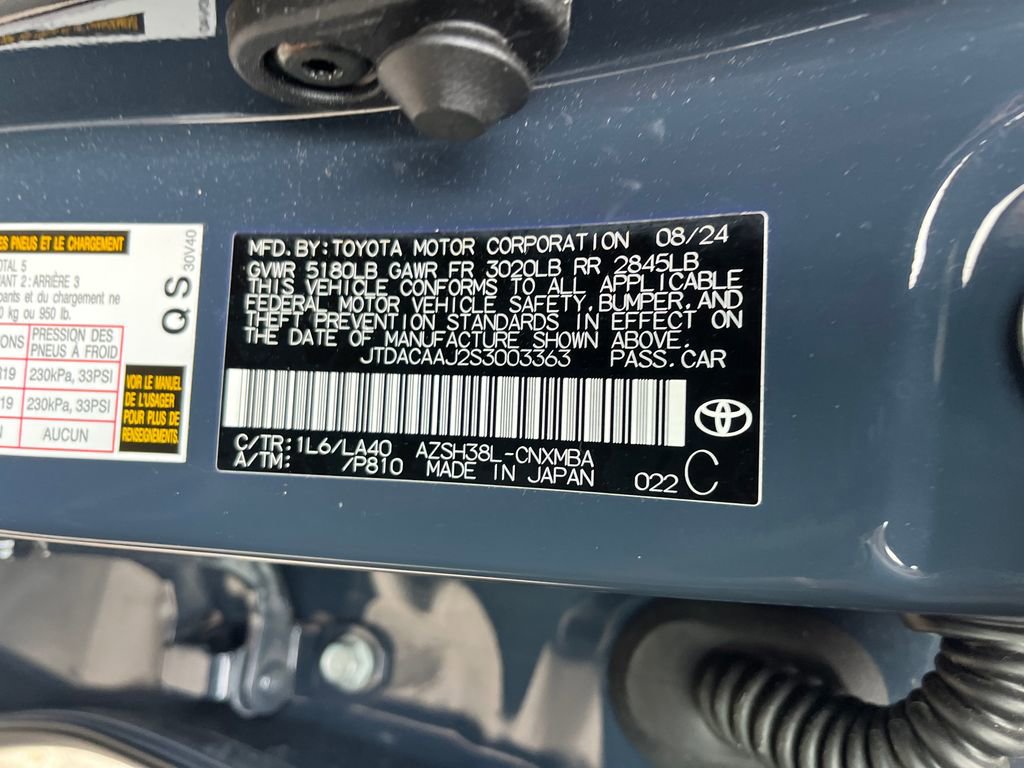 ES PNEUS ET LE CHARGEMENT
OTAL 5
VANT 2: ARRIÈRE 3
pants et du chargement ne
0 kg ou 950 lb.
IONS
PRESSION DES
PNEUS À FROID
R19
230kPa, 33PSI
R19
230kPa, 33PSI
N
AUCUN
VOIR LE MANUEL
DE L'USAGER
POUR PLUS DE
RENSEIGNEMENTS.
QS
30V40
MFD. BY: TOYOTA MOTOR CORPORATION 08/24
GVWR 5180LB GAWR FR 3020LB RR 2845LB
THIS VEHICLE CONFORMS TO ALL APPLICABLE
FEDERAL MOTOR VEHICLE SAFETY, BUMPER, AND
THEFT PREVENTION STANDARDS IN EFFECT ON
THE DATE OF MANUFACTURE SHOWN ABOVE.
JTDACAAJ2S3003363 PASS.CAR
C/TR: 1L6/LA40 AZSH38L-CNXMBA
A/TM: /P810 MADE IN JAPAN 022 C